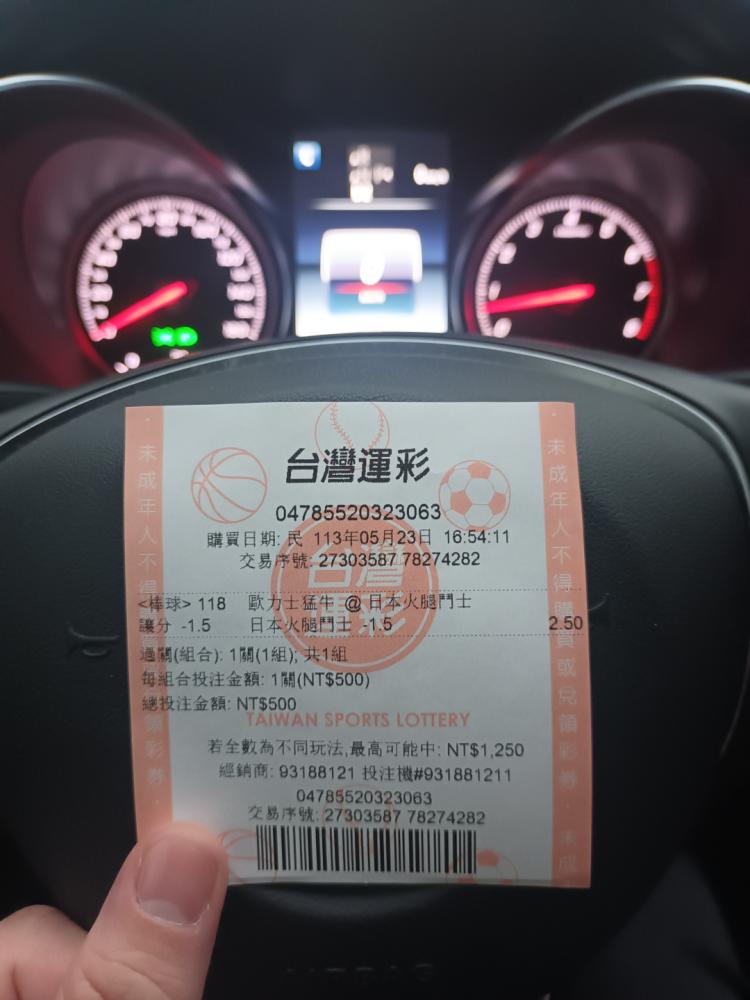 台灣運彩
04785520323063
購買日期: 民 113年05月23日 16:54:11
交易序號: 27303587 78274282
<棒球> 118 歐力士猛牛 @ 日本火腿鬥士
讓分 -1.5 日本火腿鬥士 -1.5 2.50
過關(組合): 1關(1組); 共1組
每組合投注金額: 1關(NT$500)
總投注金額: NT$500
TAIWAN SPORTS LOTTERY
若全數為不同玩法,最高可能中: NT$1,250
經銷商: 93188121 投注機#931881211
04785520323063
交易序號: 27303587 78274282
台灣運彩
未成年人不得
領彩券
未成年人不得購買或兌領彩券